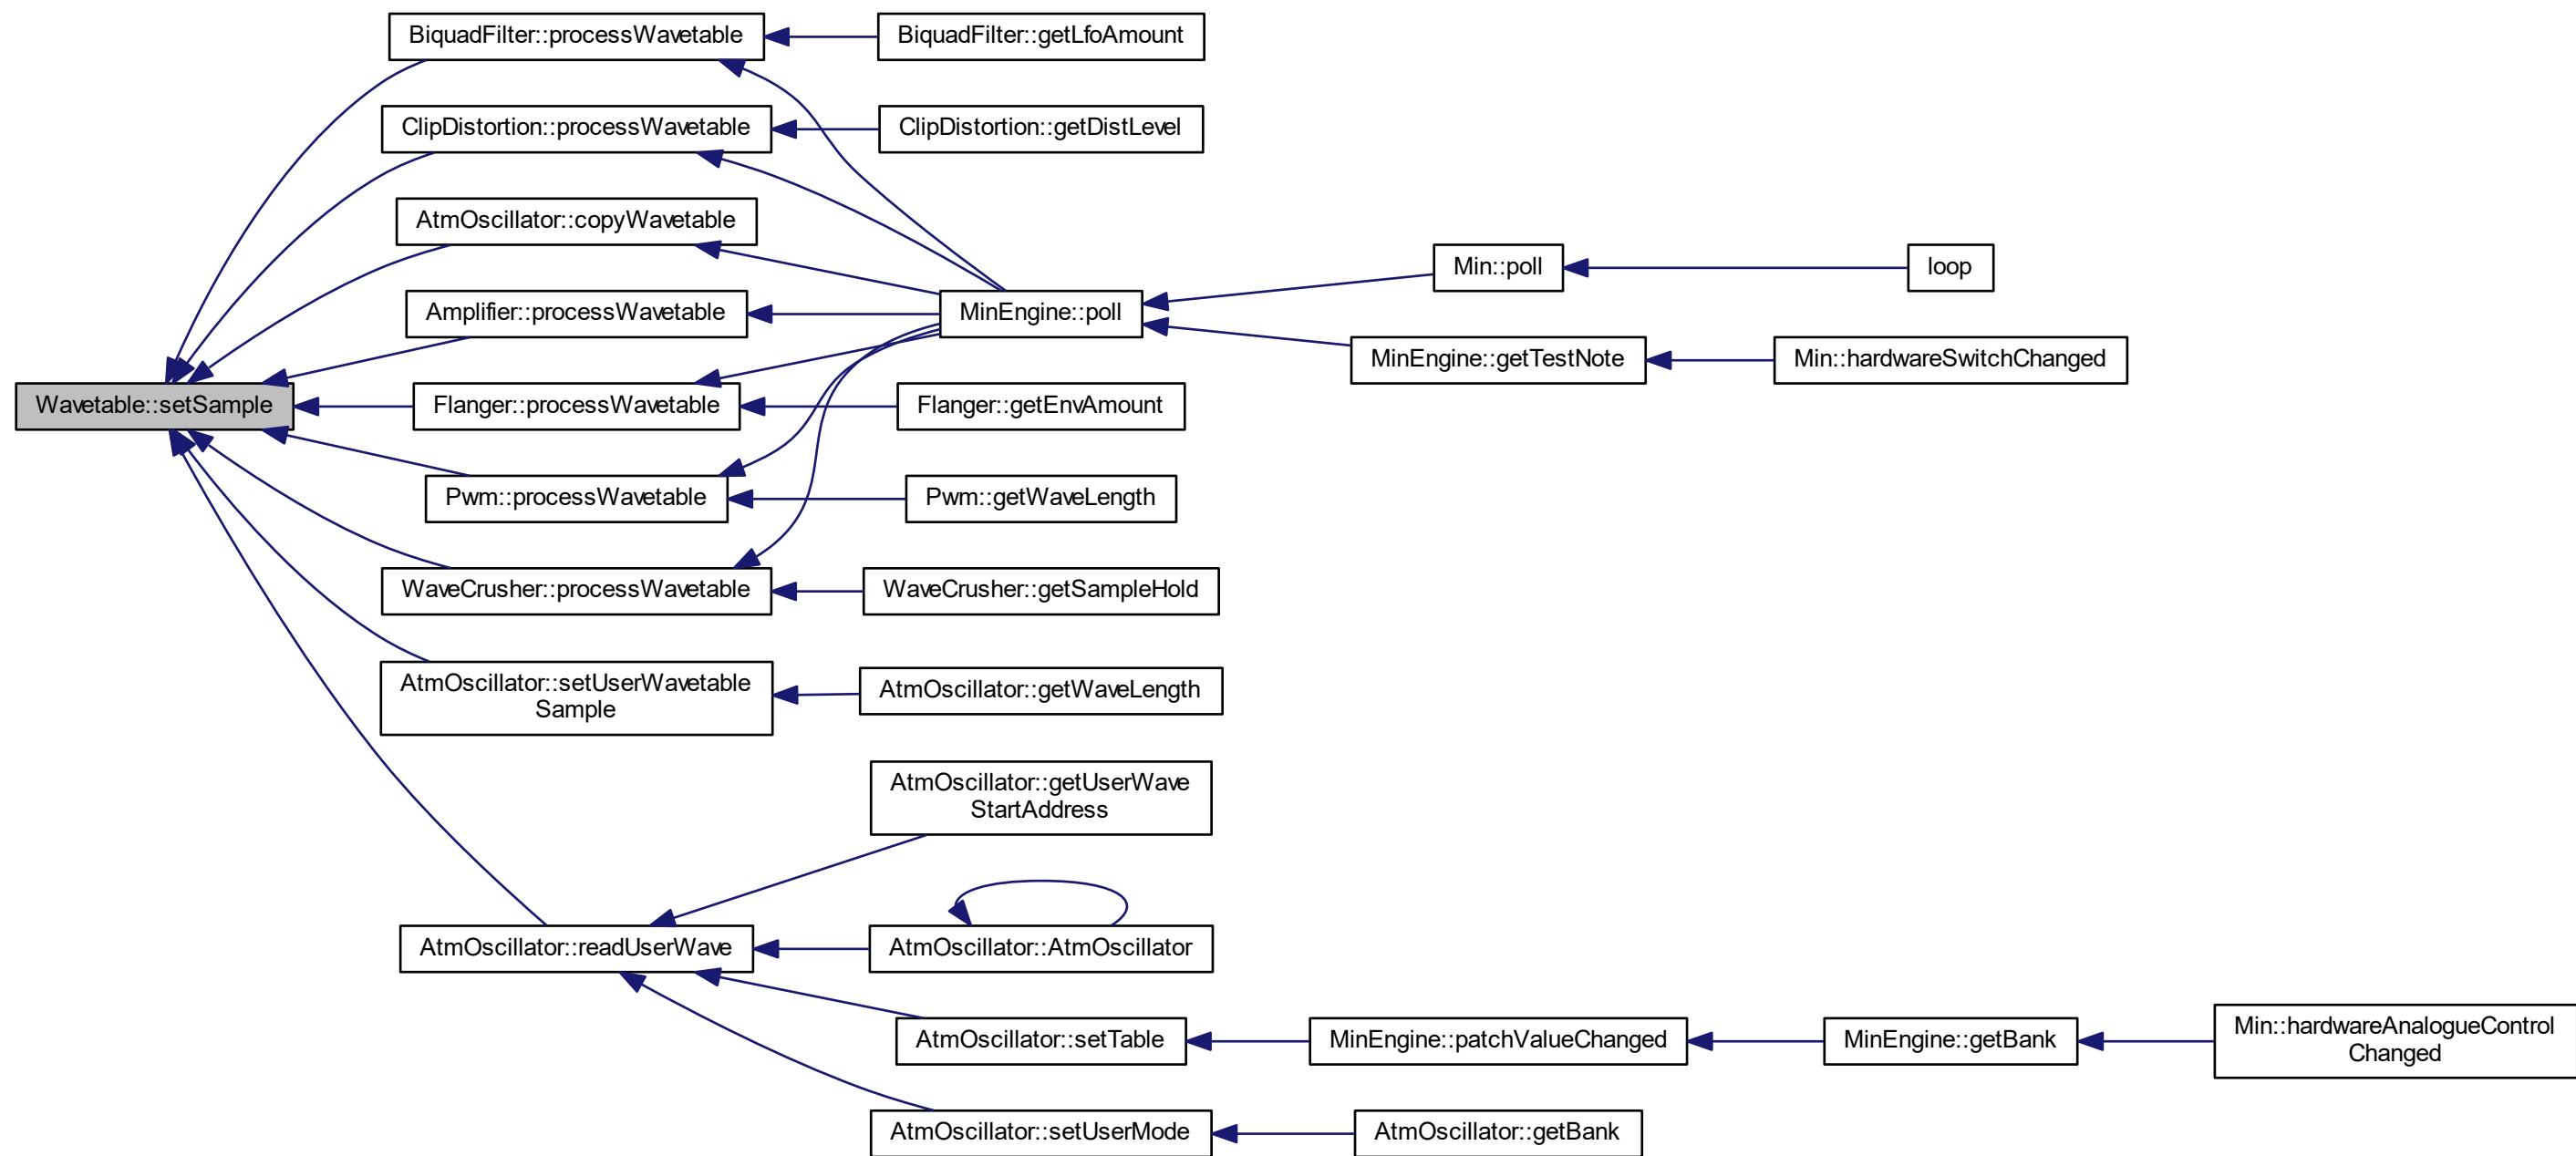 BiquadFilter::processWavetable
BiquadFilter::getLfoAmount
ClipDistortion::processWavetable
ClipDistortion::getDistLevel
AtmOscillator::copyWavetable
Min::poll
loop
Amplifier::processWavetable
MinEngine::poll
MinEngine::getTestNote
Min::hardwareSwitchChanged
Wavetable::setSample
Flanger::processWavetable
Flanger::getEnvAmount
Pwm::processWavetable
Pwm::getWaveLength
WaveCrusher::processWavetable
WaveCrusher::getSampleHold
AtmOscillator::setUserWavetable
Sample
AtmOscillator::getWaveLength
AtmOscillator::getUserWave
StartAddress
AtmOscillator::readUserWave
AtmOscillator::AtmOscillator
AtmOscillator::setTable
MinEngine::patchValueChanged
MinEngine::getBank
Min::hardwareAnalogueControl
Changed
AtmOscillator::setUserMode
AtmOscillator::getBank